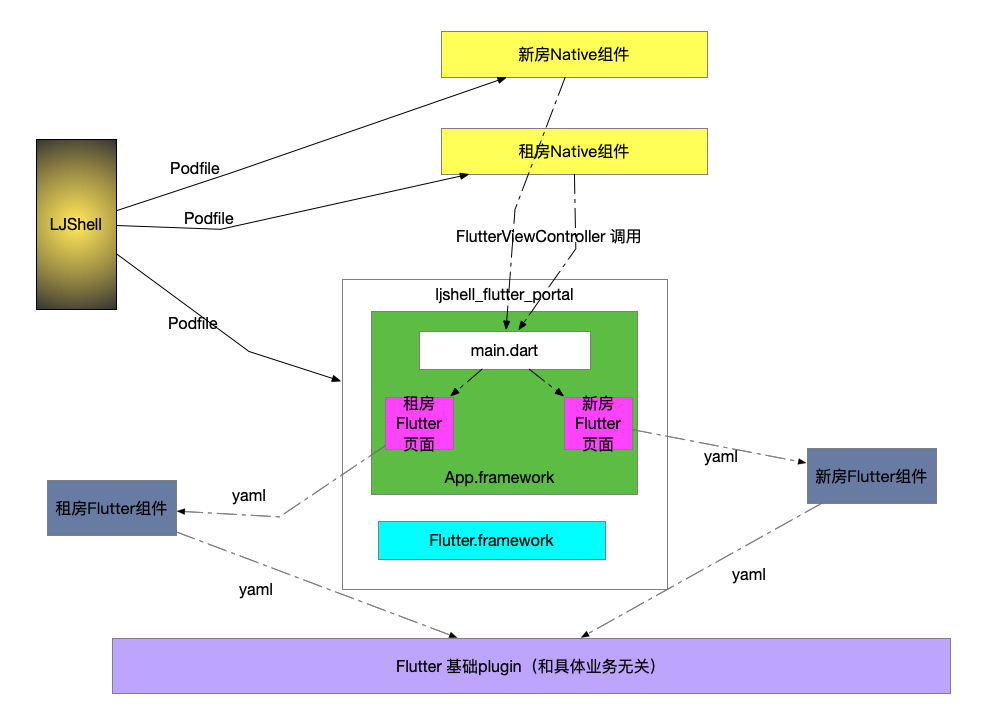 新房Native组件
租房Native组件
Podfile
Podfile
LJShell
FlutterViewController 调用
ljshell_flutter_portal
Podfile
main.dart
租房
Flutter
页面
新房
Flutter
页面
yaml
App.framework
新房Flutter组件
yaml
租房Flutter组件
Flutter.framework
yaml
yaml
Flutter 基础plugin（和具体业务无关）